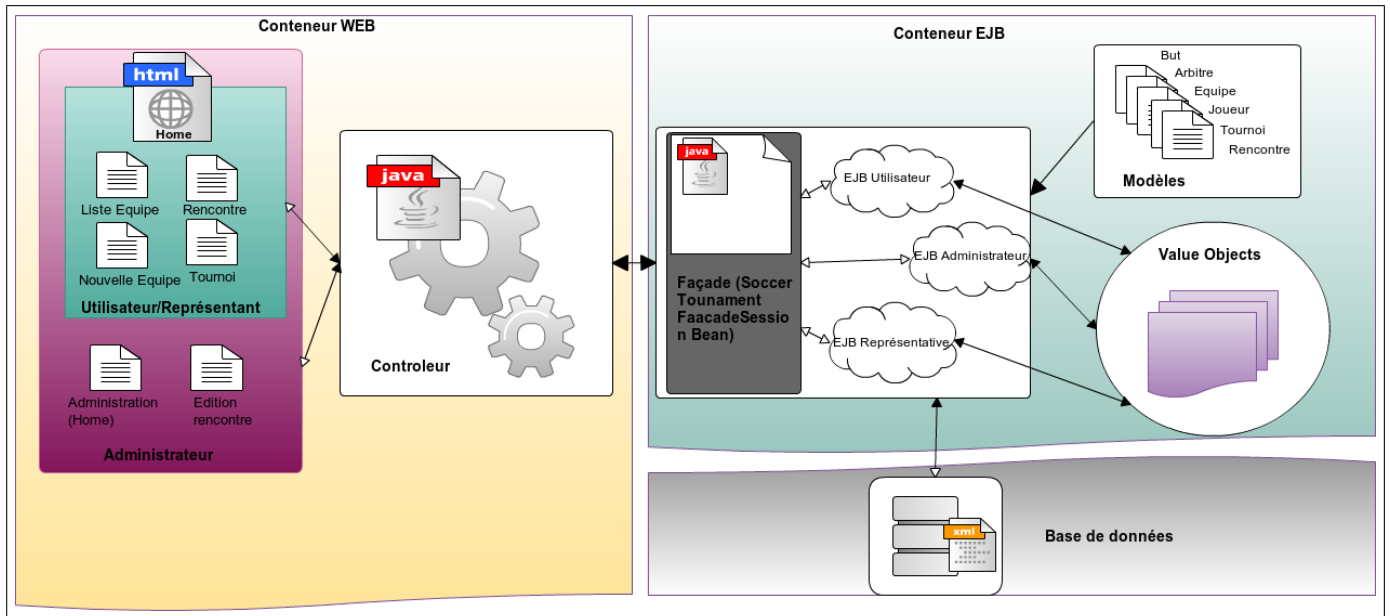 Conteneur WEB
html
Home
Liste Equipe
Rencontre
Nouvelle Equipe
Tournoi
Utilisateur/Représentant
Administration
(Home)
Edition
rencontre
Administrateur
java
Controleur
Conteneur EJB
java
Façade (Soccer
Tounament
FaacadeSessio
n Bean)
EJB Utilisateur
EJB Administrateur
EJB Représentative
But
Arbitre
Equipe
Joueur
Tournoi
Rencontre
Modèles
Value Objects
xml
Base de données